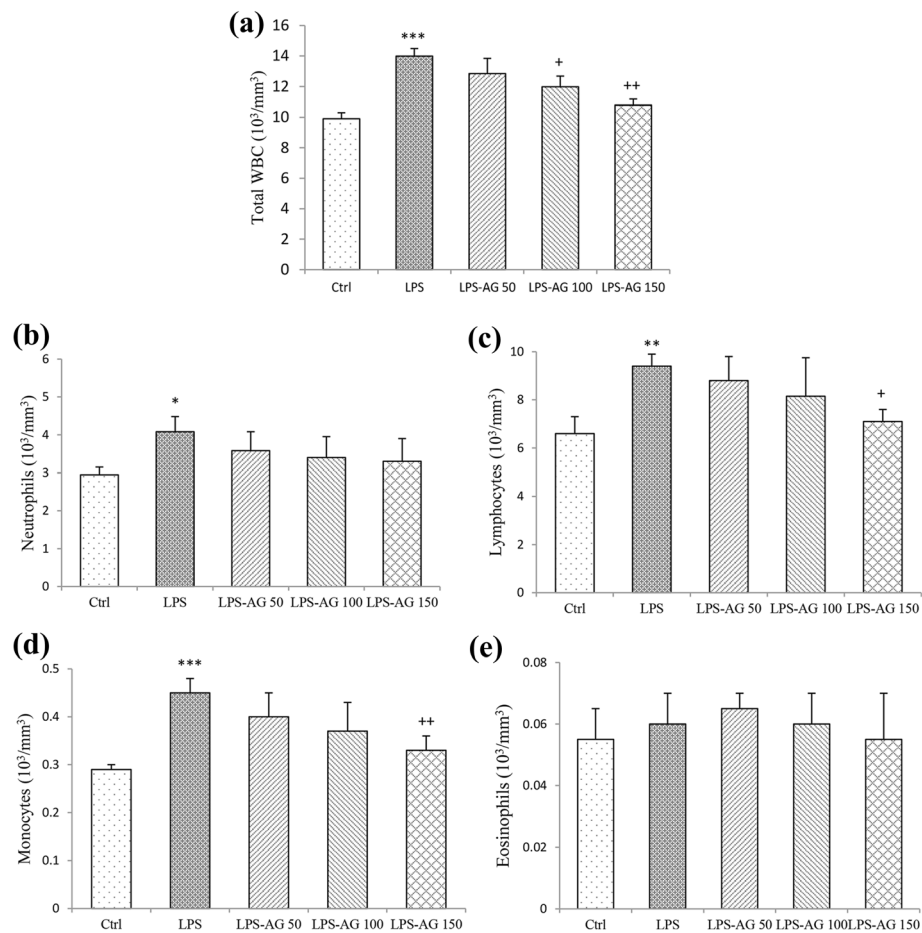 (a)
Total WBC (10³/mm³)
16
14
12
10
8
6
4
2
0
***
+
++
Ctrl LPS LPS-AG 50 LPS-AG 100 LPS-AG 150
(b)
Neutrophils (10³/mm³)
6
5
4
3
2
1
0
*
Ctrl LPS LPS-AG 50 LPS-AG 100 LPS-AG 150
(c)
Lymphocytes (10³/mm³)
10
8
6
4
2
0
**
+
Ctrl LPS LPS-AG 50 LPS-AG 100 LPS-AG 150
(d)
Monocytes (10³/mm³)
0.5
0.4
0.3
0.2
0.1
0
***
++
Ctrl LPS LPS-AG 50 LPS-AG 100 LPS-AG 150
(e)
Eosinophils (10³/mm³)
0.08
0.06
0.04
0.02
0
Ctrl LPS LPS-AG 50 LPS-AG 100 LPS-AG 150